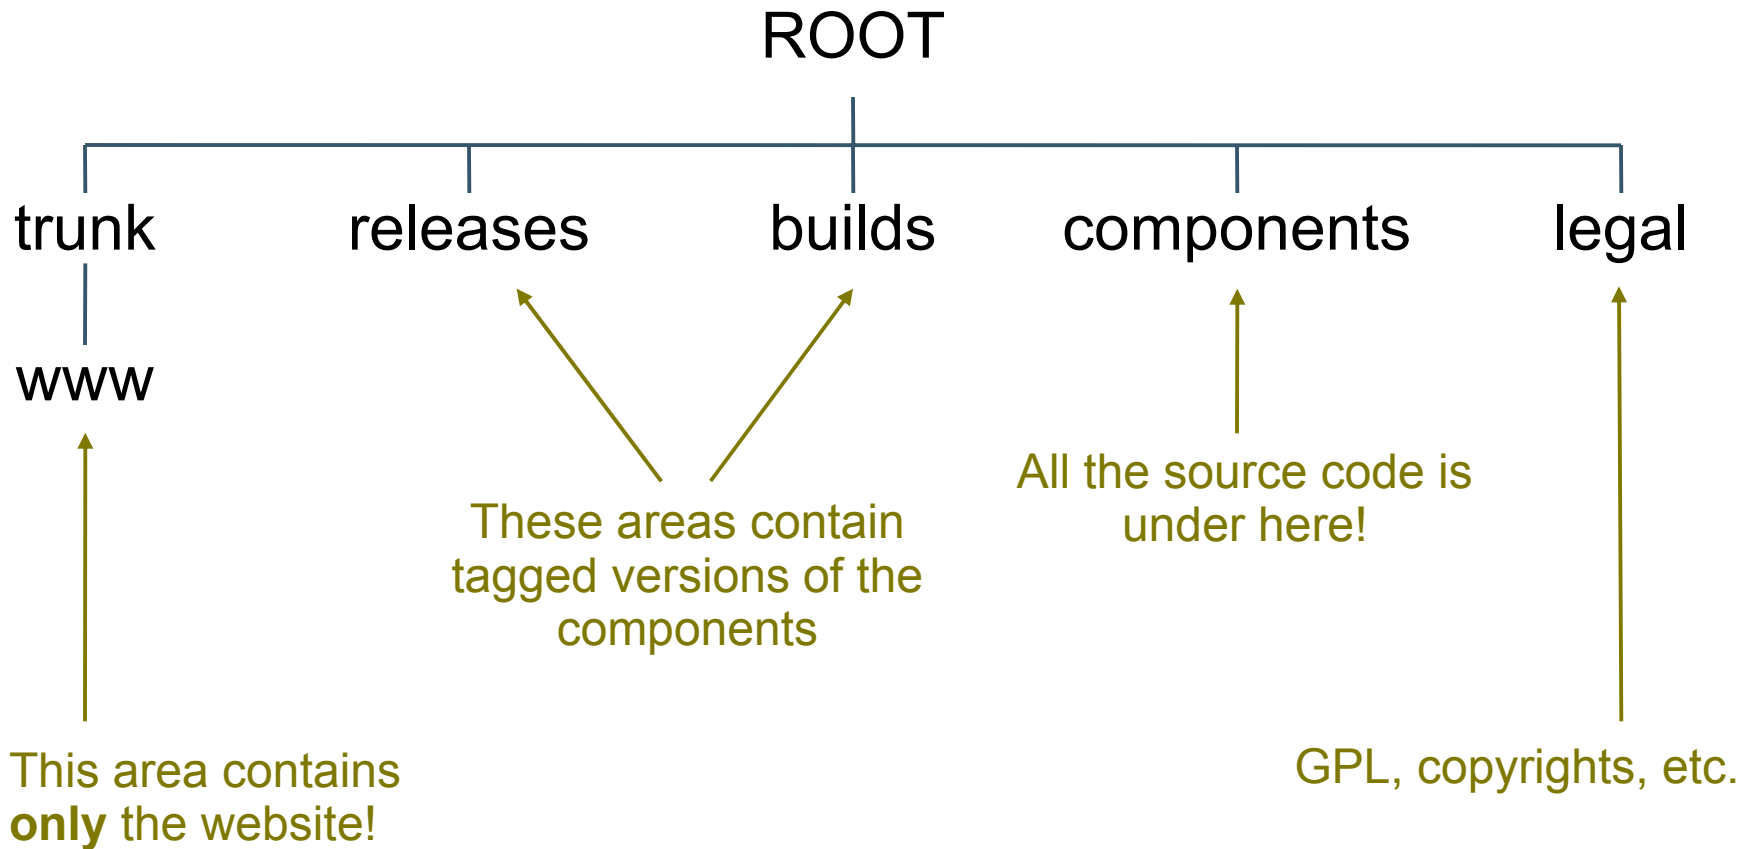 ROOT
trunk
releases
builds
components
legal
www
All the source code is
under here!
These areas contain
tagged versions of the
components
This area contains
only the website!
GPL, copyrights, etc.